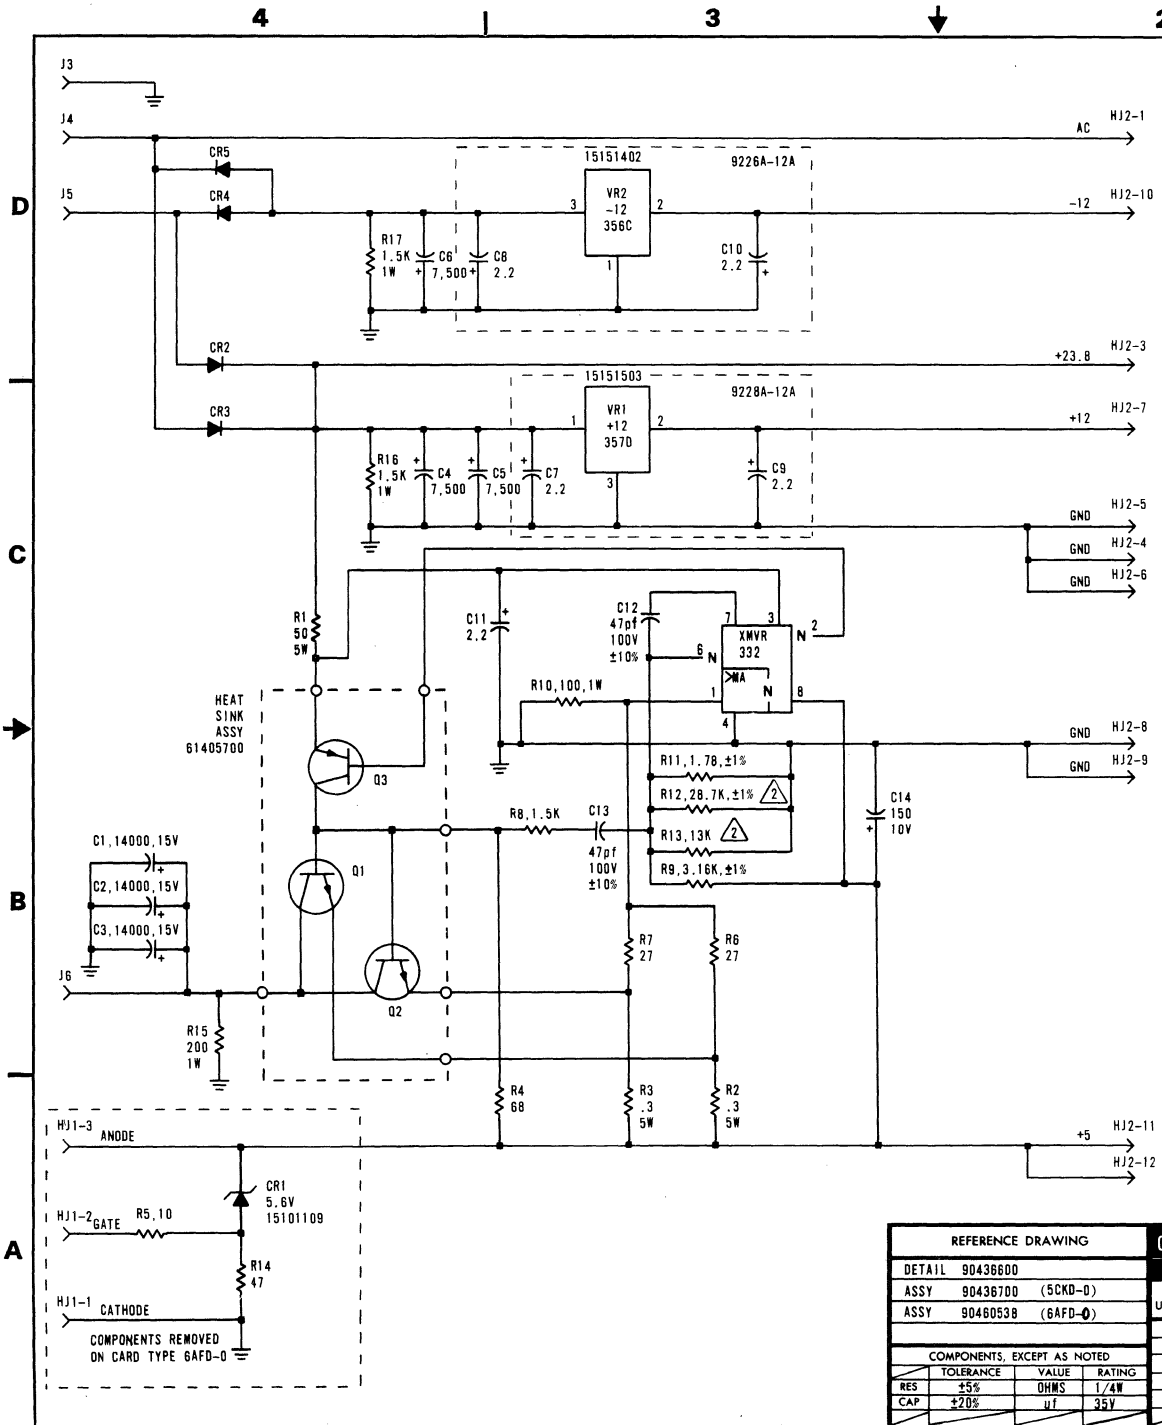 4
3
2
J3
J4
AC
HJ2-1
CR5
15151402
9226A-12A
D
J5
CR4
3
VR2
-12
356C
2
-12
HJ2-10
R17
1.5K
1W
C6
+ 7,500
C8
+ 2.2
1
C10
2.2 +
CR2
+23.8
HJ2-3
15151503
9228A-12A
CR3
1
VR1
+12
357D
2
+12
HJ2-7
R16
1.5K
1W
+
C4
7,500
+
C5
7,500
+
C7
2.2
3
+
C9
2.2
GND
HJ2-5
C
GND
HJ2-4
GND
HJ2-6
R1
50
5W
C11
2.2
+
C12
47pf
100V
±10%
7
3
XMVR
332
N
2
6
N
>MA
N
1
8
4
HEAT
SINK
ASSY
61405700
R10,100,1W
GND
HJ2-8
GND
HJ2-9
Q3
R11,1.78,±1%
R12,28.7K,±1%
2
R13,13K
2
R9,3.16K,±1%
C14
150
10V
+
R8,1.5K
C13
47pf
100V
±10%
C1,14000,15V
+
C2,14000,15V
+
C3,14000,15V
+
Q1
B
R7
27
R6
27
J6
Q2
R15
200
1W
R4
68
R3
.3
5W
R2
.3
5W
HJ1-3
ANODE
+5
HJ2-11
HJ2-12
CR1
5.6V
15101109
HJ1-2
GATE
R5,10
A
R14
47
HJ1-1
CATHODE
COMPONENTS REMOVED
ON CARD TYPE 6AFD-0
REFERENCE DRAWING
DETAIL 90436600
ASSY 90436700 (5CKD-0)
ASSY 90460538 (6AFD-0)
COMPONENTS, EXCEPT AS NOTED
TOLERANCE VALUE RATING
RES ±5% OHMS 1/4W
CAP ±20% uf 35V